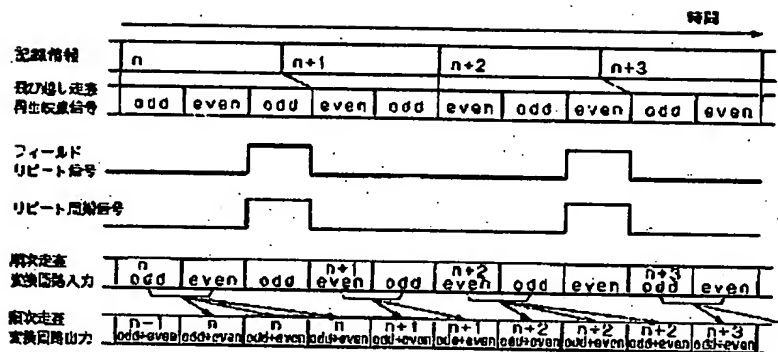 時間
記録情報 n n+1 n+2 n+3
飛び越し走査
再生映像信号 odd even odd even odd even odd even odd even
フィールド
リピート信号
リピート周期信号
順次走査
変換回路入力 n odd even odd n+1 even odd n+2 even odd even n+3 odd even
順次走査
変換回路出力 n-1 odd+even n odd+even n odd+even n odd+even n+1 odd+even n+1 odd+even n+2 odd+even n+2 odd+even n+2 odd+even n+3 odd+even